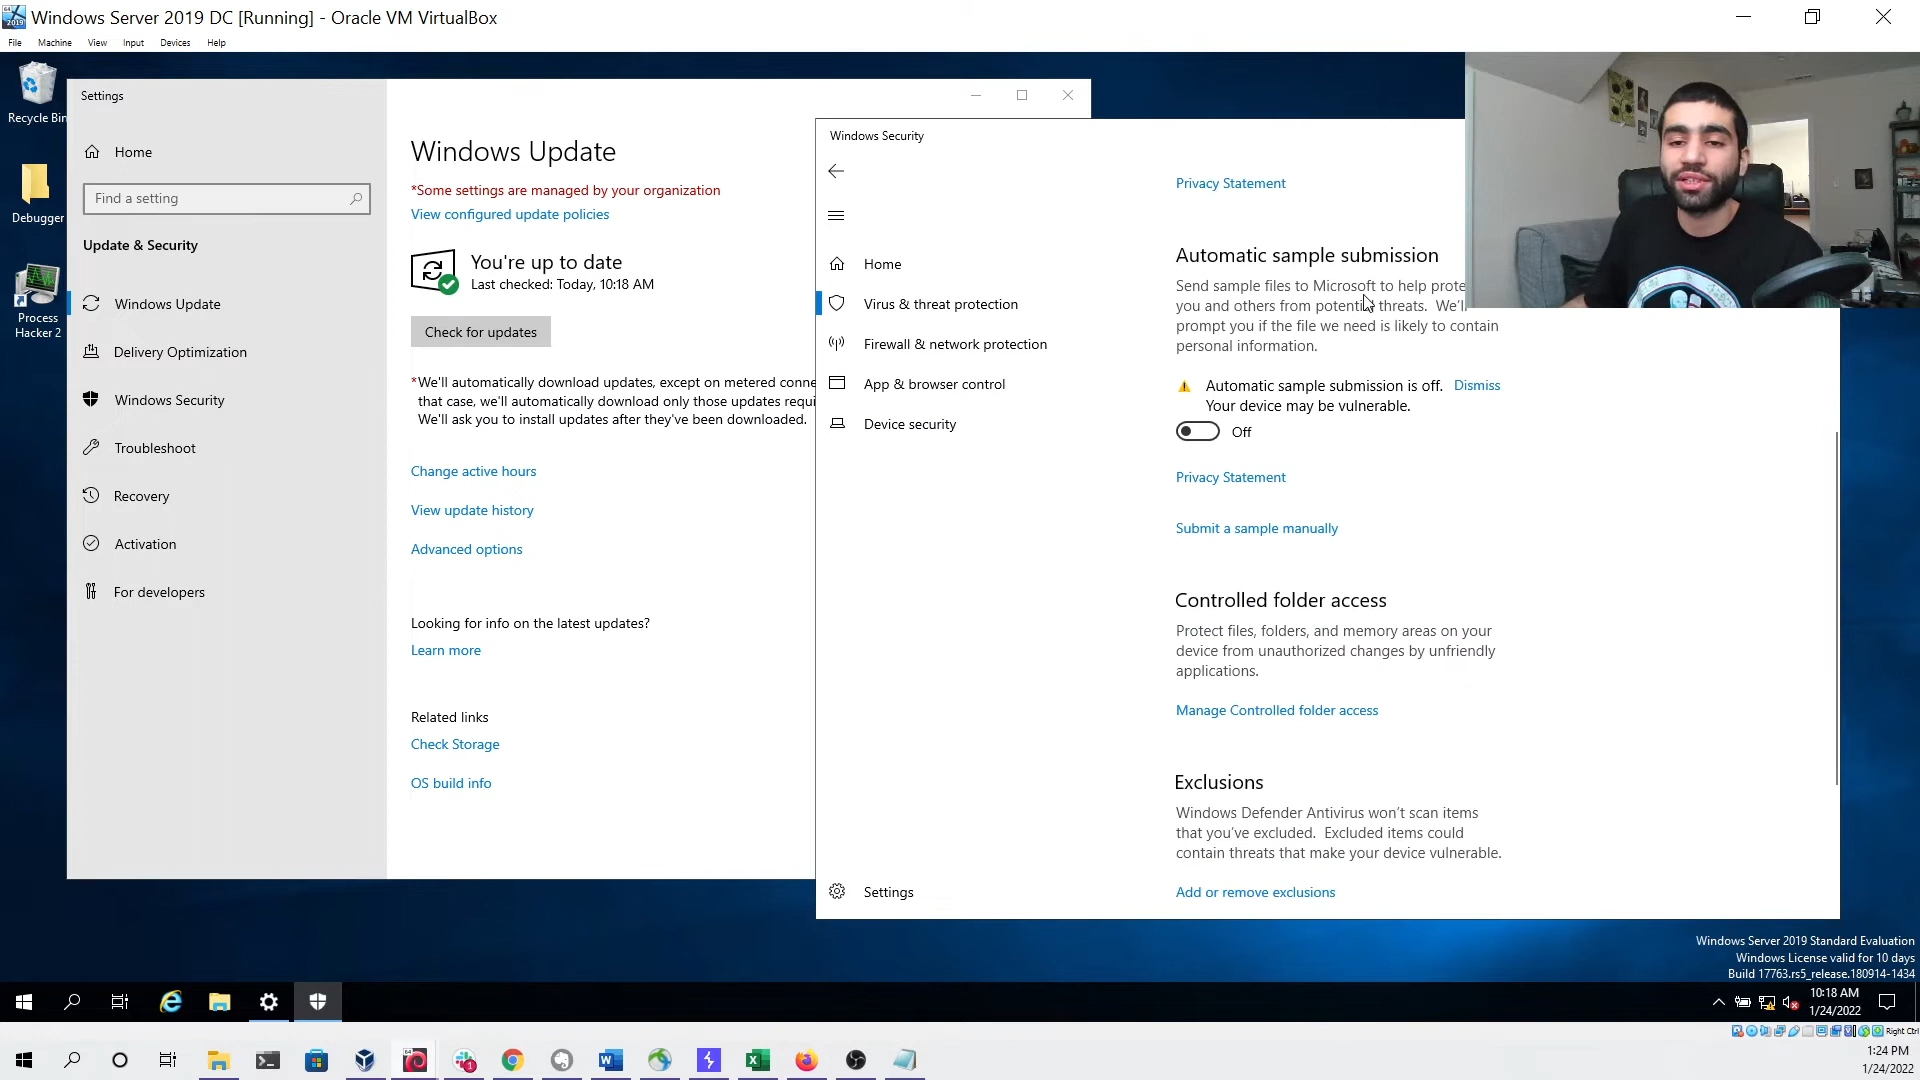 Windows Server 2019 DC [Running] - Oracle VM VirtualBox
File Machine View Input Devices Help
Recycle Bin
Debugger
Process
Hacker 2
Settings
Home
Find a setting
Update & Security
Windows Update
Delivery Optimization
Windows Security
Troubleshoot
Recovery
Activation
For developers
Windows Update
*Some settings are managed by your organization
View configured update policies
You're up to date
Last checked: Today, 10:18 AM
Check for updates
*We'll automatically download updates, except on metered conne
that case, we'll automatically download only those updates requi
We'll ask you to install updates after they've been downloaded.
Change active hours
View update history
Advanced options
Looking for info on the latest updates?
Learn more
Related links
Check Storage
OS build info
Windows Security
Home
Virus & threat protection
Firewall & network protection
App & browser control
Device security
Settings
Privacy Statement
Automatic sample submission
Send sample files to Microsoft to help prote
you and others from potential threats. We'll
prompt you if the file we need is likely to contain
personal information.
Automatic sample submission is off. Dismiss
Your device may be vulnerable.
Off
Privacy Statement
Submit a sample manually
Controlled folder access
Protect files, folders, and memory areas on your
device from unauthorized changes by unfriendly
applications.
Manage Controlled folder access
Exclusions
Windows Defender Antivirus won't scan items
that you've excluded. Excluded items could
contain threats that make your device vulnerable.
Add or remove exclusions
Windows Server 2019 Standard Evaluation
Windows License valid for 10 days
Build 17763.rs5_release.180914-1434
10:18 AM
1/24/2022
Right Ctrl
1:24 PM
1/24/2022